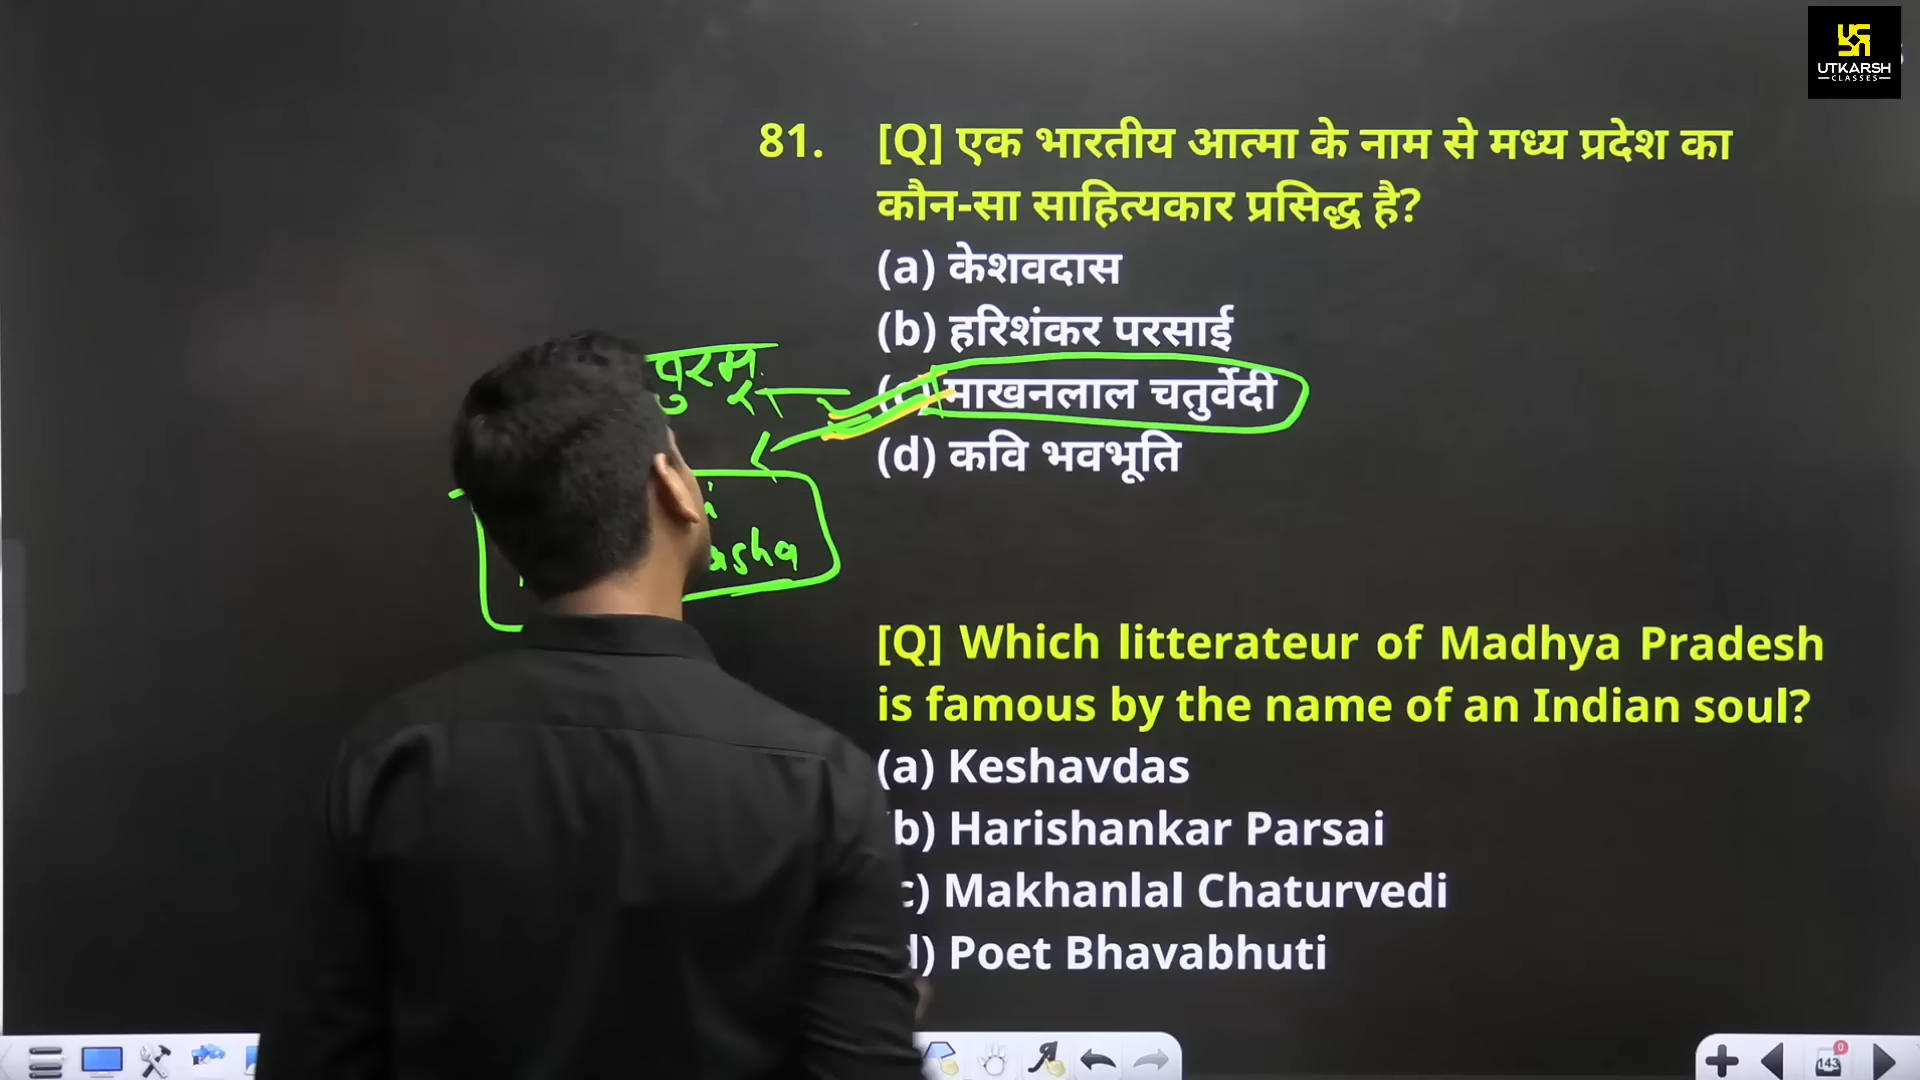 UTKARSH
CLASSES
81. [Q] एक भारतीय आत्मा के नाम से मध्य प्रदेश का
कौन-सा साहित्यकार प्रसिद्ध है?
(a) केशवदास
(b) हरिशंकर परसाई
(c) माखनलाल चतुर्वेदी
(d) कवि भवभूति
पुरम्
[Q] Which litterateur of Madhya Pradesh
is famous by the name of an Indian soul?
(a) Keshavdas
b) Harishankar Parsai
c) Makhanlal Chaturvedi
d) Poet Bhavabhuti
143
0